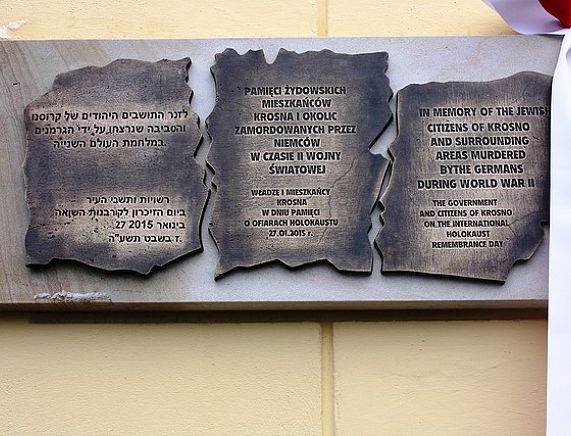 לזכר התושבים היהודים של קרוסנו
והסביבה שנרצחו, על ידי הגרמנים
במלחמת העולם השנייה.
רשויות ותשבי העיר
ביום הזיכרון לקורבנות השואה
27 בינואר 2015
ז בשבט תשע"ה
PAMIĘCI ŻYDOWSKICH
MIESZKAŃCÓW
KROSNA I OKOLIC
ZAMORDOWANYCH PRZEZ
NIEMCÓW
W CZASIE II WOJNY
ŚWIATOWEJ
WŁADZE I MIESZKAŃCY
KROSNA
W DNIU PAMIĘCI
O OFIARACH HOLOKAUSTU
27.01.2015 r.
IN MEMORY OF THE JEWISH
CITIZENS OF KROSNO
AND SURROUNDING
AREAS MURDERED
BYTHE GERMANS
DURING WORLD WAR II
THE GOVERNMENT
AND CITIZENS OF KROSNO
ON THE INTERNATIONAL
HOLOCAUST
REMEMBRANCE DAY